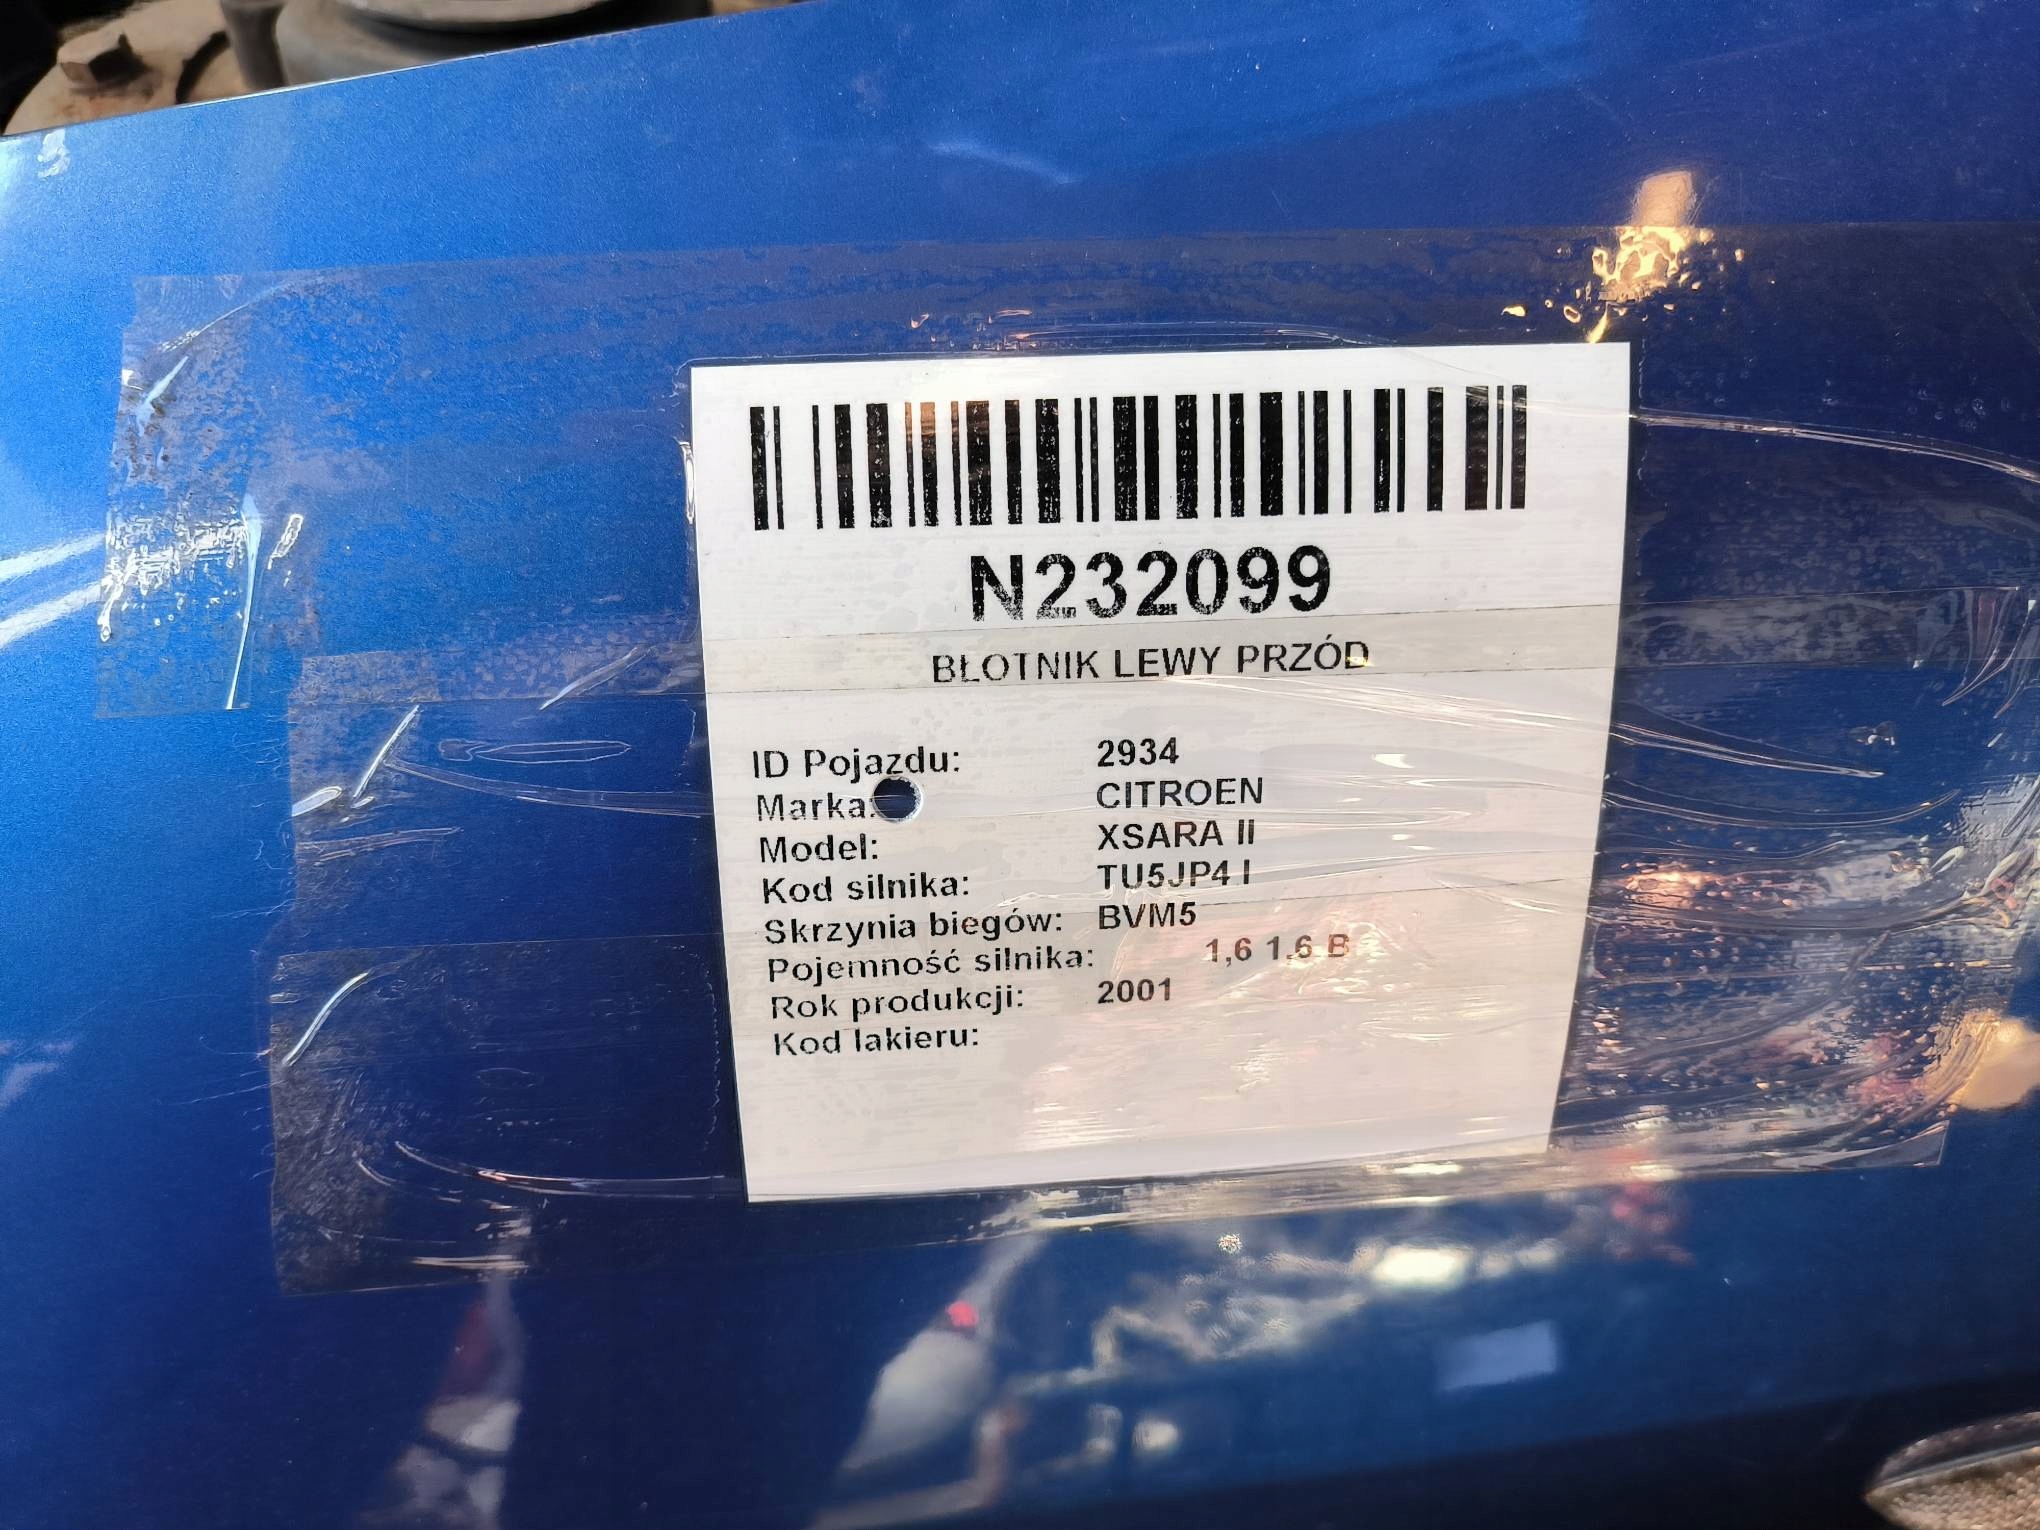 N232099
BŁOTNIK LEWY PRZÓD
ID Pojazdu: 2934
Marka: CITROEN
Model: XSARA II
Kod silnika: TU5JP4 I
Skrzynia biegów: BVM5
Pojemność silnika: 1,6 1,6 B
Rok produkcji: 2001
Kod lakieru: